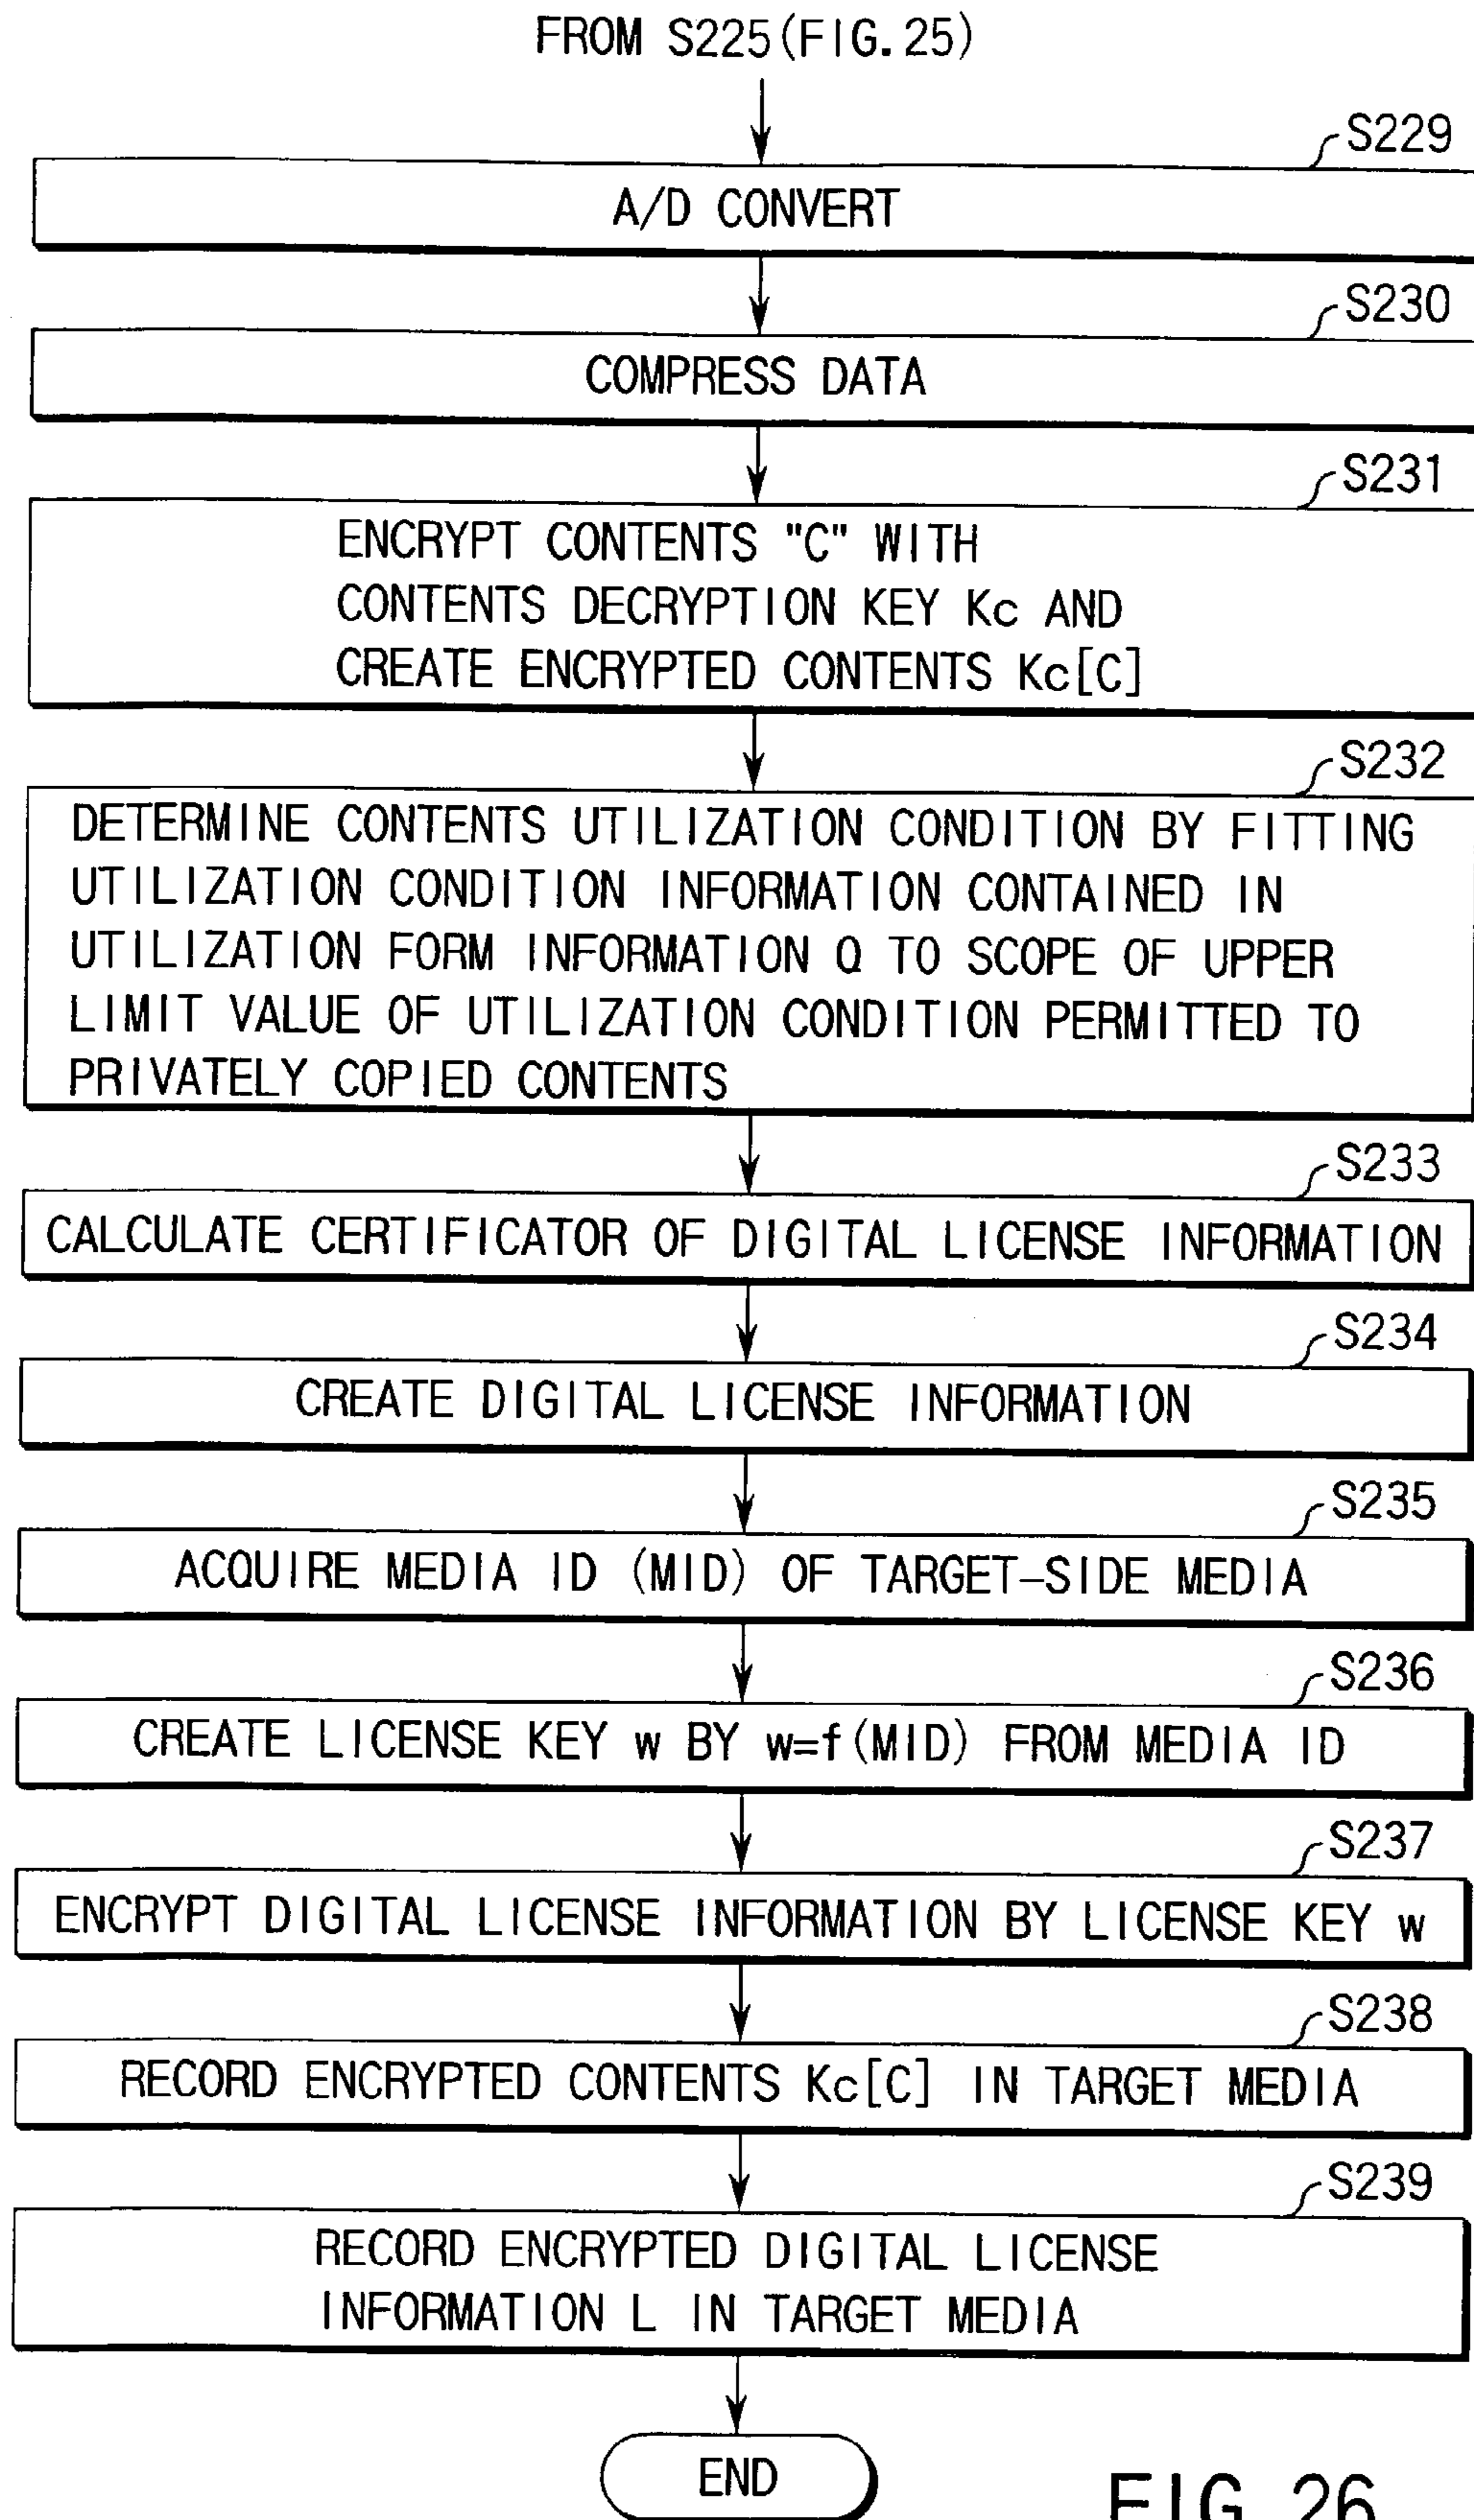 FROM S225(FIG.25)
S229
A/D CONVERT
S230
COMPRESS DATA
S231
ENCRYPT CONTENTS "C" WITH
CONTENTS DECRYPTION KEY Kc AND
CREATE ENCRYPTED CONTENTS Kc[C]
S232
DETERMINE CONTENTS UTILIZATION CONDITION BY FITTING
UTILIZATION CONDITION INFORMATION CONTAINED IN
UTILIZATION FORM INFORMATION Q TO SCOPE OF UPPER
LIMIT VALUE OF UTILIZATION CONDITION PERMITTED TO
PRIVATELY COPIED CONTENTS
S233
CALCULATE CERTIFICATOR OF DIGITAL LICENSE INFORMATION
S234
CREATE DIGITAL LICENSE INFORMATION
S235
ACQUIRE MEDIA ID (MID) OF TARGET-SIDE MEDIA
S236
CREATE LICENSE KEY w BY w=f(MID) FROM MEDIA ID
S237
ENCRYPT DIGITAL LICENSE INFORMATION BY LICENSE KEY w
S238
RECORD ENCRYPTED CONTENTS Kc[C] IN TARGET MEDIA
S239
RECORD ENCRYPTED DIGITAL LICENSE
INFORMATION L IN TARGET MEDIA
END
FIG.26